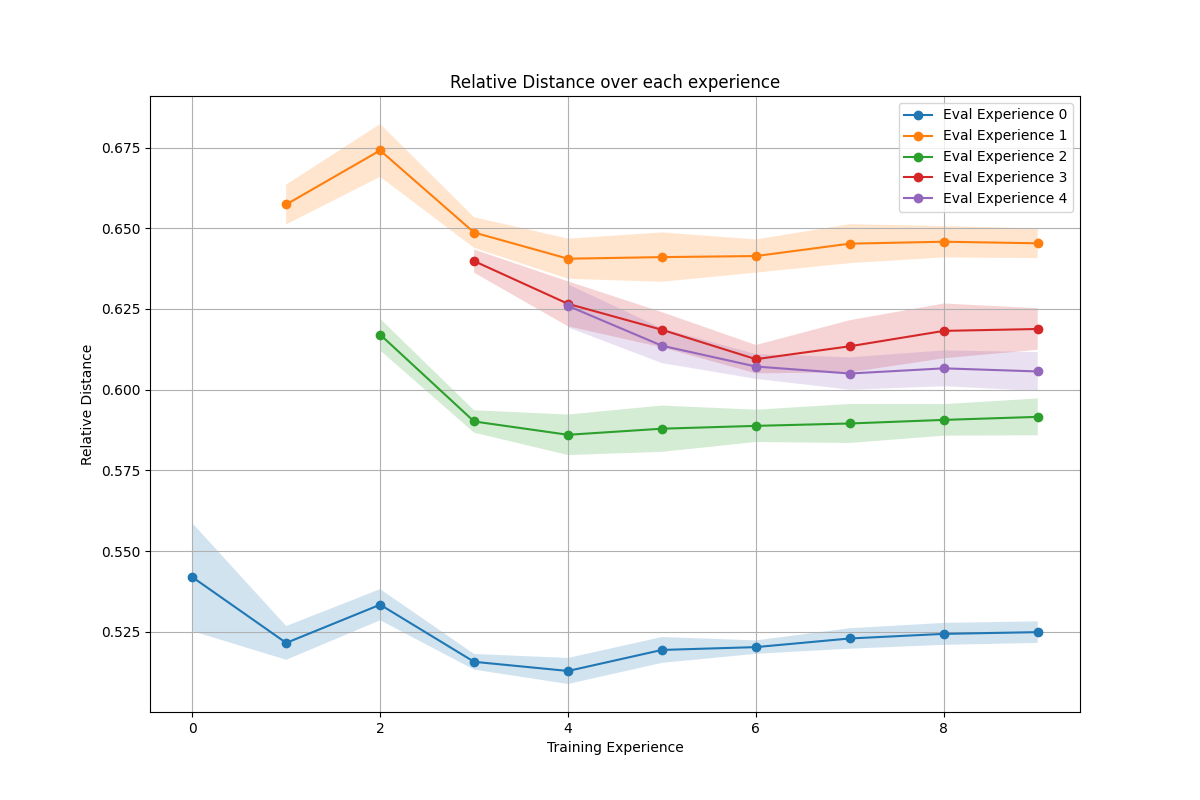 Relative Distance over each experience
Eval Experience 0
Eval Experience 1
Eval Experience 2
Eval Experience 3
Eval Experience 4
Relative Distance
0.675
0.650
0.625
0.600
0.575
0.550
0.525
0 2 4 6 8
Training Experience